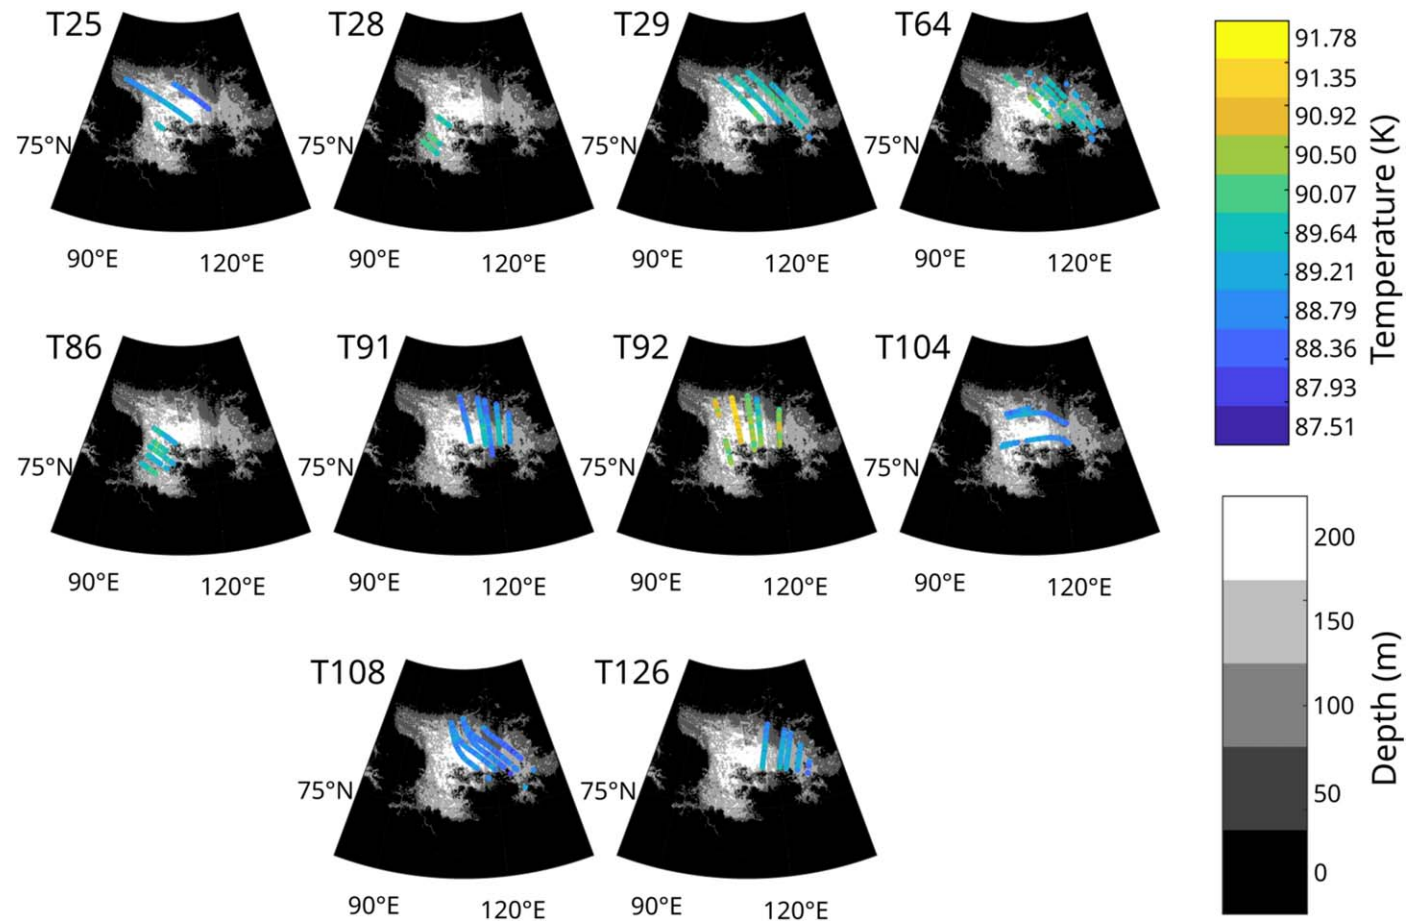 T25
T28
T29
T64
75°N
75°N
75°N
75°N
90°E
120°E
90°E
120°E
90°E
120°E
90°E
120°E
T86
T91
T92
T104
75°N
75°N
75°N
75°N
90°E
120°E
90°E
120°E
90°E
120°E
90°E
120°E
T108
T126
75°N
75°N
90°E
120°E
90°E
120°E
91.78
91.35
90.92
90.50
90.07
89.64
89.21
88.79
88.36
87.93
87.51
Temperature (K)
200
150
100
50
0
Depth (m)